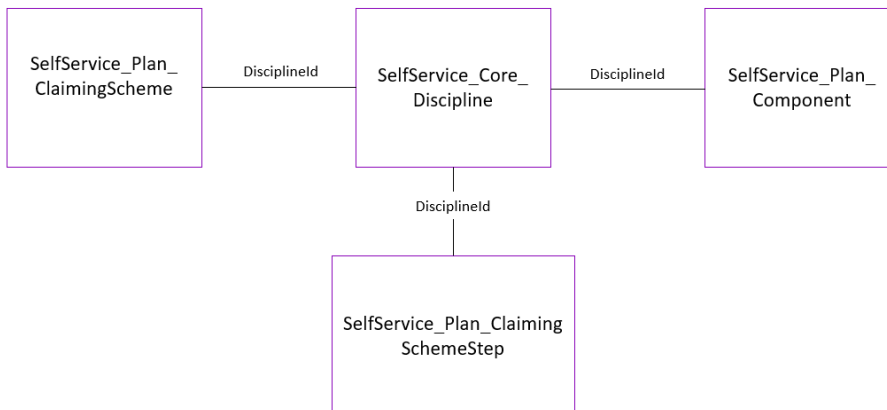 SelfService_Plan_
ClaimingScheme
DisciplineId
SelfService_Core_
Discipline
DisciplineId
SelfService_Plan_
Component
DisciplineId
SelfService_Plan_Claiming
SchemeStep